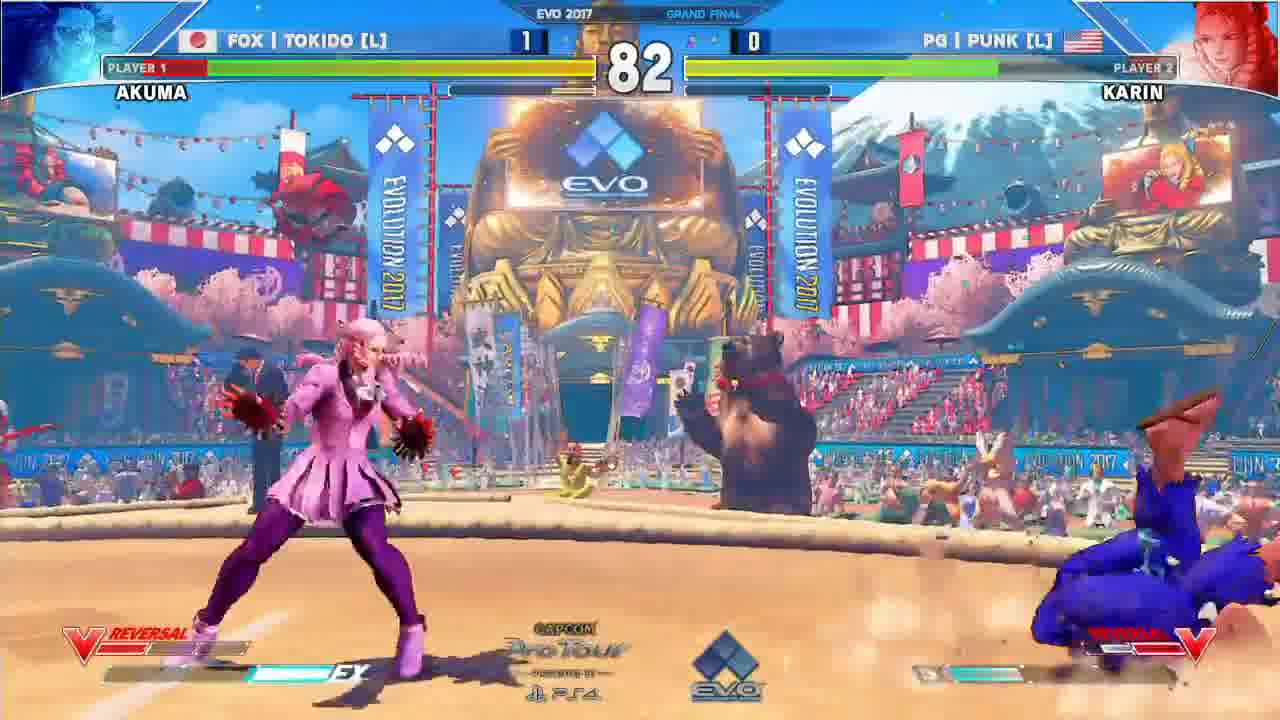 EVO 2017 GRAND FINAL
FOX | TOKIDO [L] 1 82 0 PG | PUNK [L]
PLAYER 1 PLAYER 2
AKUMA KARIN
EVO
EVOLUTION 2017
EVOLUTION 2017
REVERSAL
EX
CAPCOM
Pro Tour
PS4
EVO